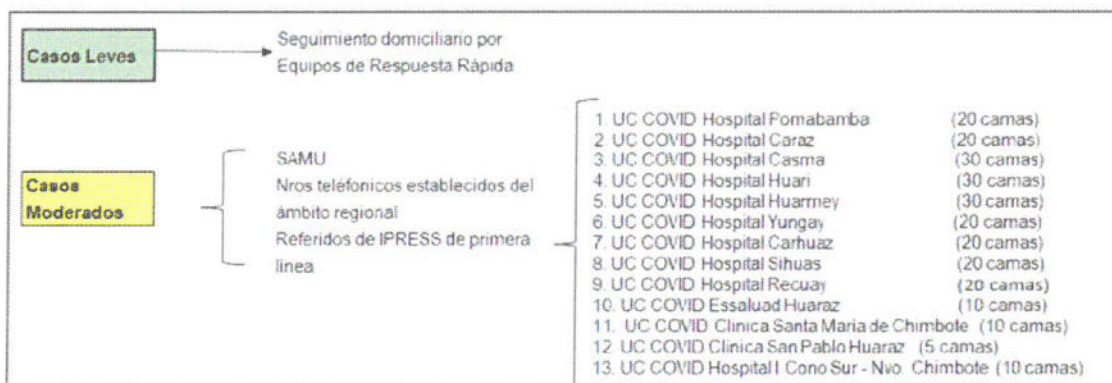 Casos Leves
Seguimiento domiciliario por
Equipos de Respuesta Rápida
Casos
Moderados
SAMU
Nros teléfonicos establecidos del
ámbito regional
Referidos de IPRESS de primera
línea
1. UC COVID Hospital Pomabamba (20 camas)
2. UC COVID Hospital Caraz (20 camas)
3. UC COVID Hospital Casma (30 camas)
4. UC COVID Hospital Huari (30 camas)
5. UC COVID Hospital Huarmey (30 camas)
6. UC COVID Hospital Yungay (20 camas)
7. UC COVID Hospital Carhuaz (20 camas)
8. UC COVID Hospital Sihuas (20 camas)
9. UC COVID Hospital Recuay (20 camas)
10. UC COVID Essaluad Huaraz (10 camas)
11. UC COVID Clinica Santa Maria de Chimbote (10 camas)
12. UC COVID Clinica San Pablo Huaraz (5 camas)
13. UC COVID Hospital I Cono Sur - Nvo. Chimbote (10 camas)